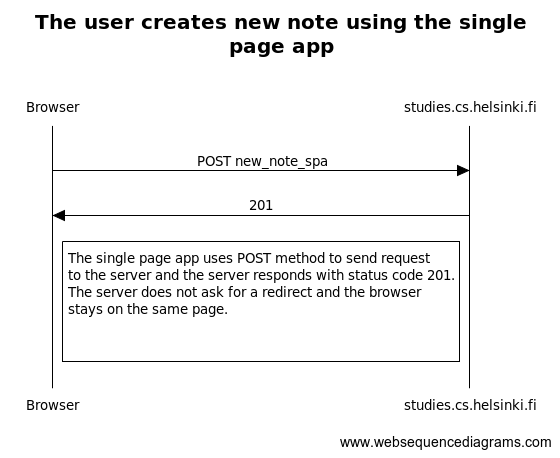 The user creates new note using the single
page app
Browser
studies.cs.helsinki.fi
POST new_note_spa
201
The single page app uses POST method to send request
to the server and the server responds with status code 201.
The server does not ask for a redirect and the browser
stays on the same page.
Browser
studies.cs.helsinki.fi
www.websequencediagrams.com